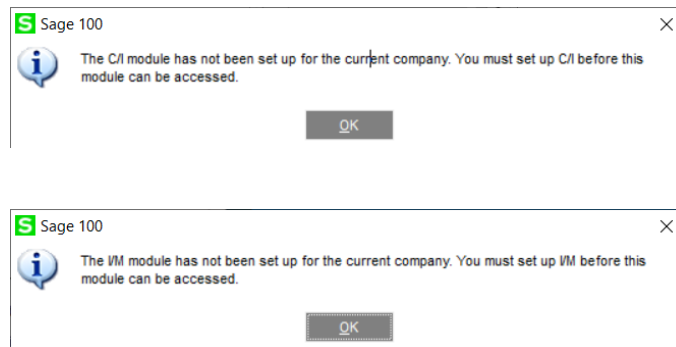 S Sage 100
The C/I module has not been set up for the current company. You must set up C/I before this
module can be accessed.
OK
S Sage 100
The I/M module has not been set up for the current company. You must set up I/M before this
module can be accessed.
OK